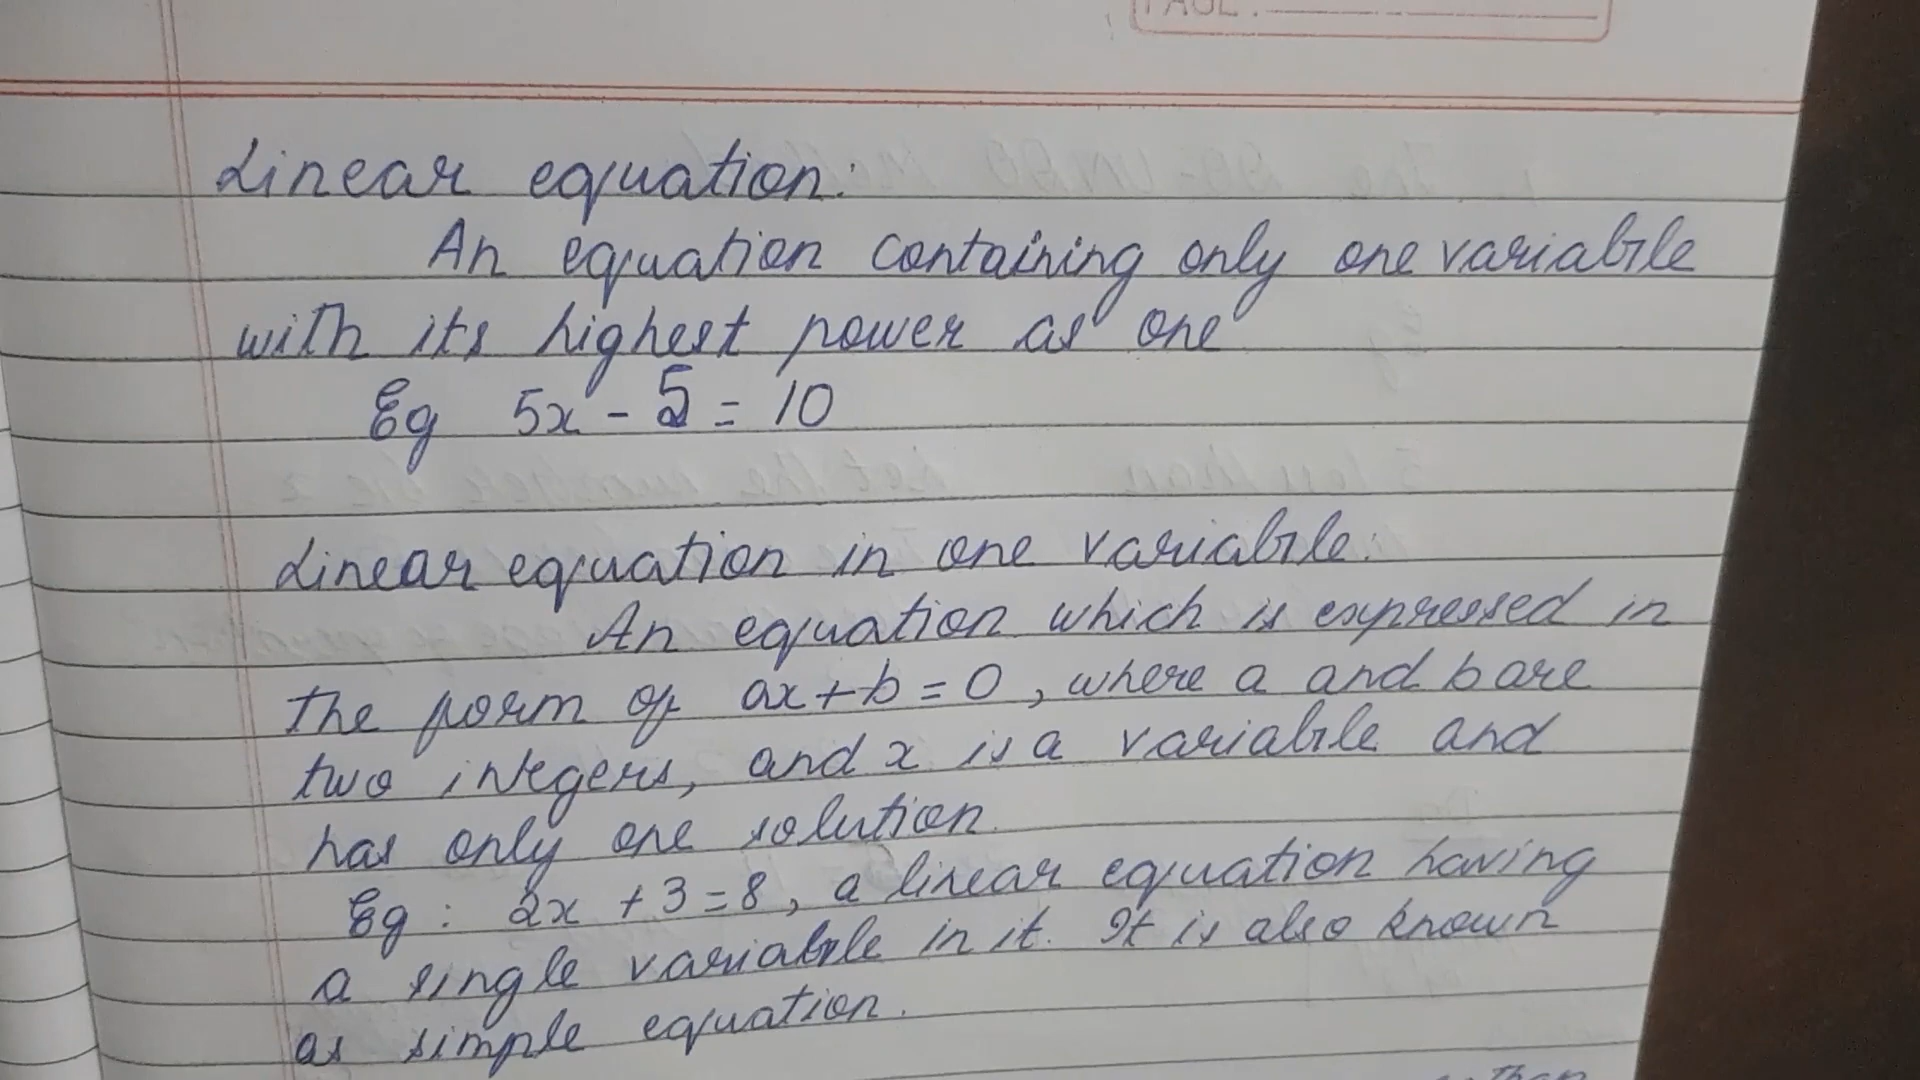 PAGE:
Linear equation:
An equation containing only one variable
with its highest power as one
Eg 5x - 5 = 10
Linear equation in one variable:
An equation which is expressed in
the form of ax+b=0, where a and b are
two integers, and x is a variable and
has only one solution.
Eg: 2x + 3 = 8, a linear equation having
a single variable in it. It is also known
as simple equation.
than